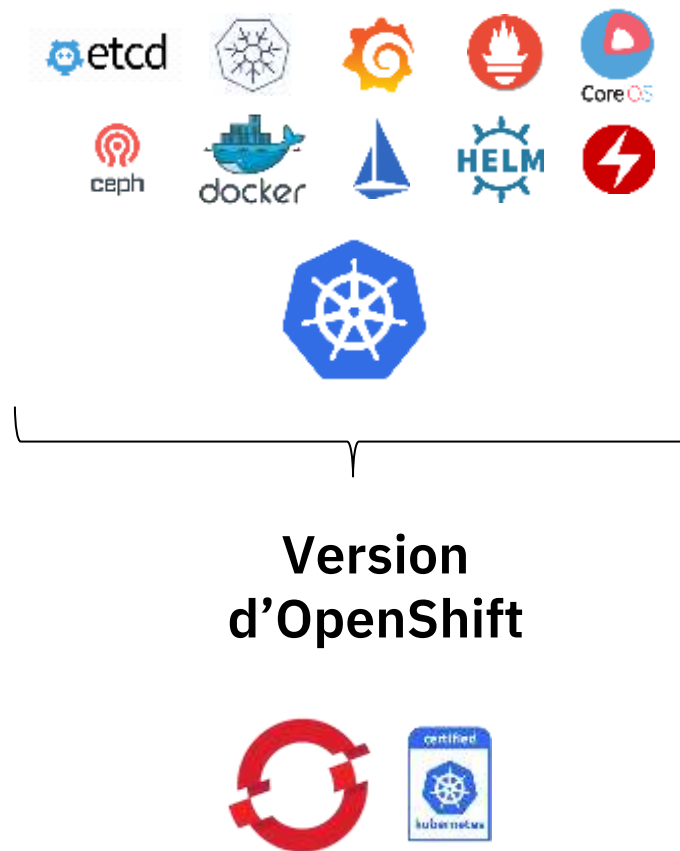 etcd
CoreOS
ceph
docker
HELM
Version
d’OpenShift
certified
kubernetes